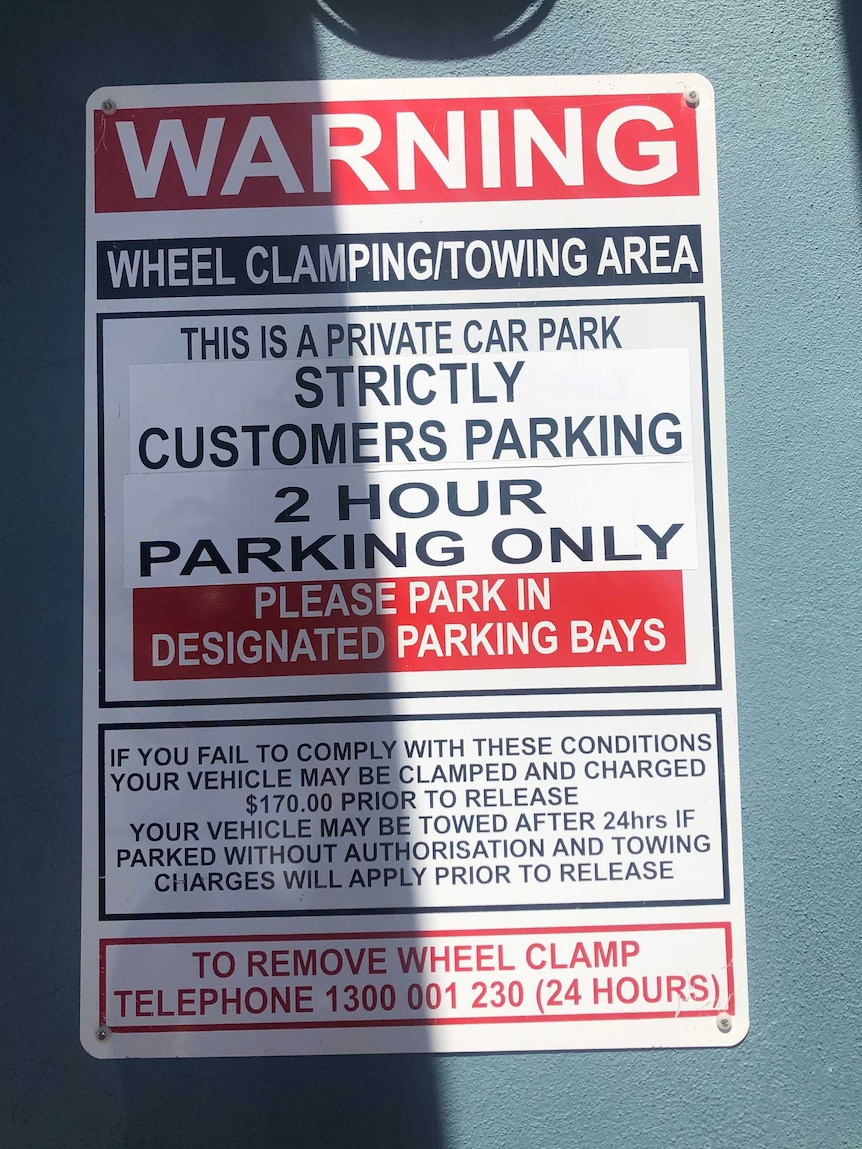 WARNING
WHEEL CLAMPING/TOWING AREA
THIS IS A PRIVATE CAR PARK
STRICTLY
CUSTOMERS PARKING
2 HOUR
PARKING ONLY
PLEASE PARK IN
DESIGNATED PARKING BAYS
IF YOU FAIL TO COMPLY WITH THESE CONDITIONS
YOUR VEHICLE MAY BE CLAMPED AND CHARGED
$170.00 PRIOR TO RELEASE
YOUR VEHICLE MAY BE TOWED AFTER 24hrs IF
PARKED WITHOUT AUTHORISATION AND TOWING
CHARGES WILL APPLY PRIOR TO RELEASE
TO REMOVE WHEEL CLAMP
TELEPHONE 1300 001 230 (24 HOURS)